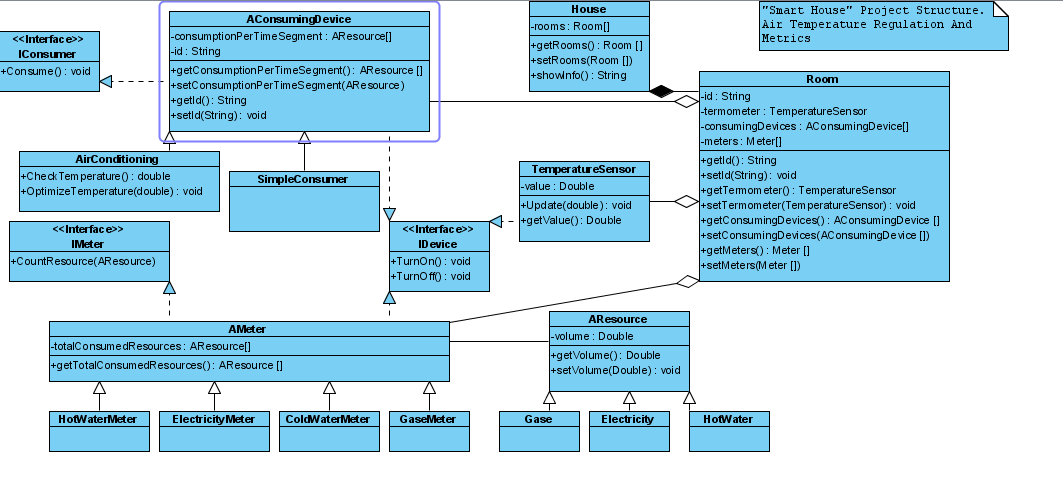 AConsumingDevice
-consumptionPerTimeSegment : AResource[]
-id : String
+getConsumptionPerTimeSegment() : AResource []
+setConsumptionPerTimeSegment(AResource)
+getId() : String
+setId(String) : void
<<Interface>>
IConsumer
+Consume() : void
House
-rooms : Room[]
+getRooms() : Room []
+setRooms(Room [])
+showInfo() : String
"Smart House" Project Structure.
Air Temperature Regulation And
Metrics
Room
-id : String
-termometer : TemperatureSensor
-consumingDevices : AConsumingDevice[]
-meters : Meter[]
+getId() : String
+setId(String) : void
+getTermometer() : TemperatureSensor
+setTermometer(TemperatureSensor) : void
+getConsumingDevices() : AConsumingDevice []
+setConsumingDevices(AConsumingDevice [])
+getMeters() : Meter []
+setMeters(Meter [])
AirConditioning
+CheckTemperature() : double
+OptimizeTemperature(double) : void
SimpleConsumer
TemperatureSensor
-value : Double
+Update(double) : void
+getValue() : Double
<<Interface>>
IMeter
+CountResource(AResource)
<<Interface>>
IDevice
+TurnOn() : void
+TurnOff() : void
AMeter
-totalConsumedResources : AResource[]
+getTotalConsumedResources() : AResource []
AResource
-volume : Double
+getVolume() : Double
+setVolume(Double) : void
HotWaterMeter
ElectricityMeter
ColdWaterMeter
GaseMeter
Gase
Electricity
HotWater